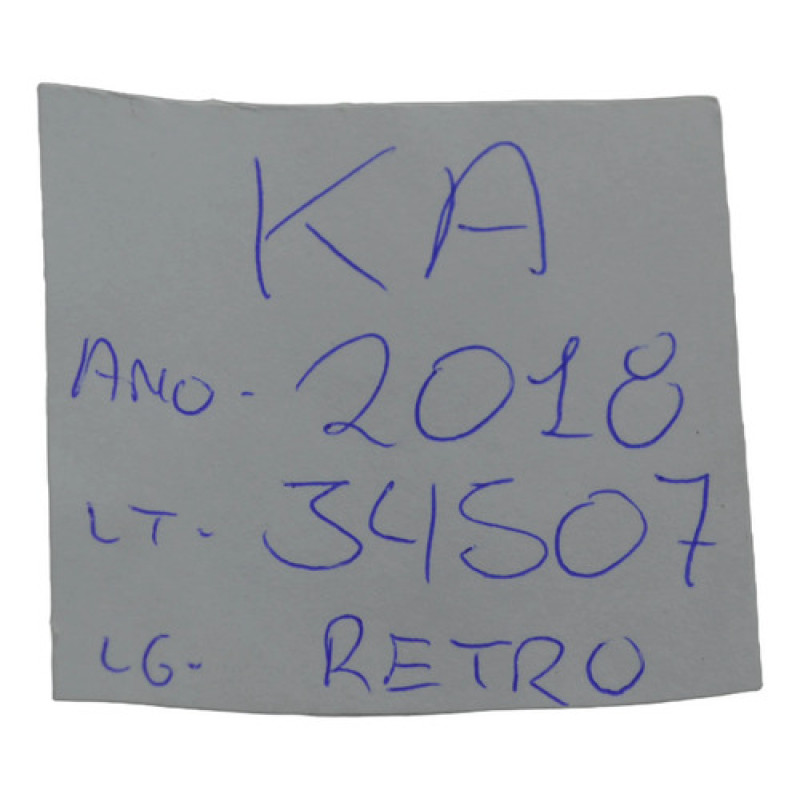 KA
ANO - 2018
LT - 34507
LG - RETRO